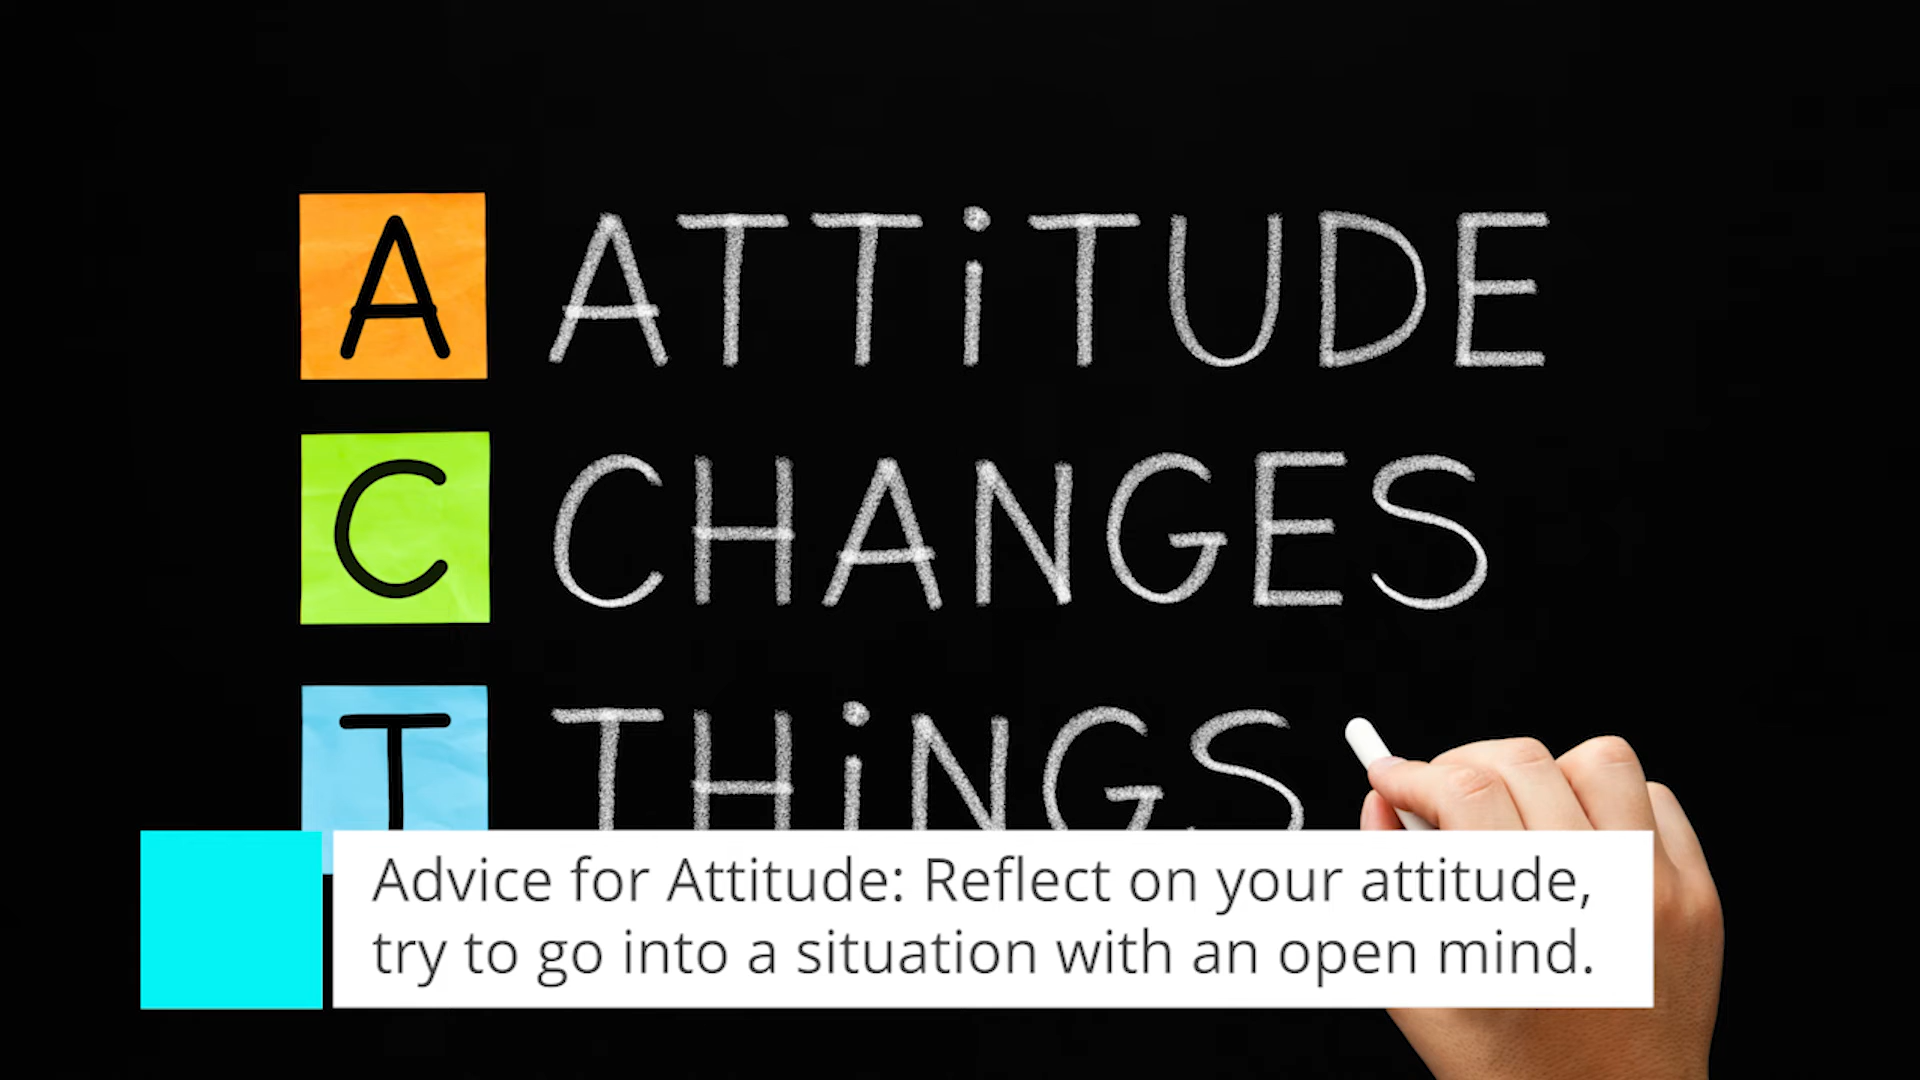 A ATTiTUDE
C CHANGES
T THiNGS
Advice for Attitude: Reflect on your attitude,
try to go into a situation with an open mind.